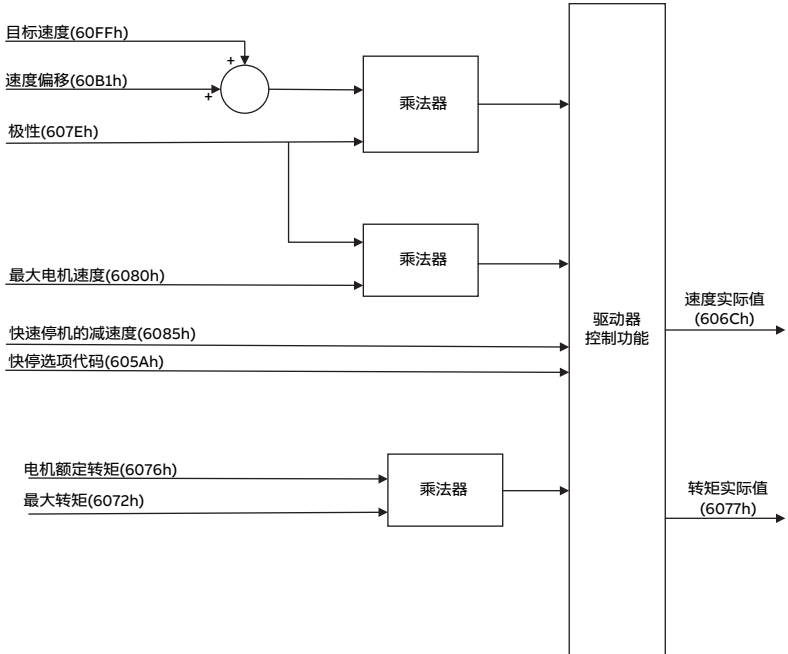 目标速度(60FFh)
+
速度偏移(60B1h)
+
乘法器
极性(607Eh)
乘法器
最大电机速度(6080h)
速度实际值
(606Ch)
驱动器
控制功能
快速停机的减速度(6085h)
快停选项代码(605Ah)
电机额定转矩(6076h)
乘法器
最大转矩(6072h)
转矩实际值
(6077h)